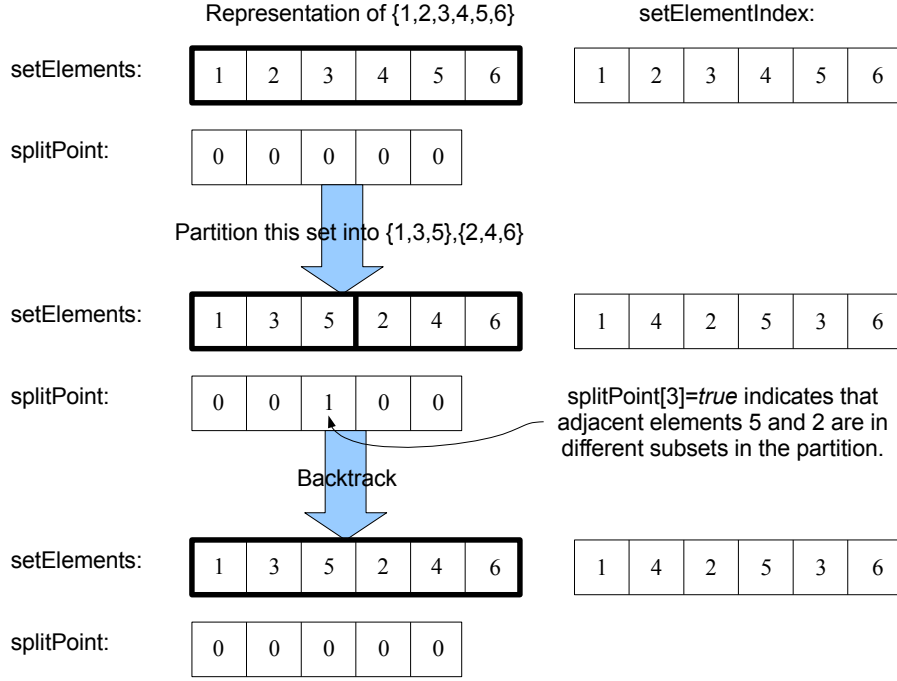 Representation of {1,2,3,4,5,6} setElementIndex:
setElements: 1 2 3 4 5 6 1 2 3 4 5 6
splitPoint: 0 0 0 0 0
Partition this set into {1,3,5},{2,4,6}
setElements: 1 3 5 2 4 6 1 4 2 5 3 6
splitPoint: 0 0 1 0 0
splitPoint[3]=true indicates that
adjacent elements 5 and 2 are in
different subsets in the partition.
Backtrack
setElements: 1 3 5 2 4 6 1 4 2 5 3 6
splitPoint: 0 0 0 0 0